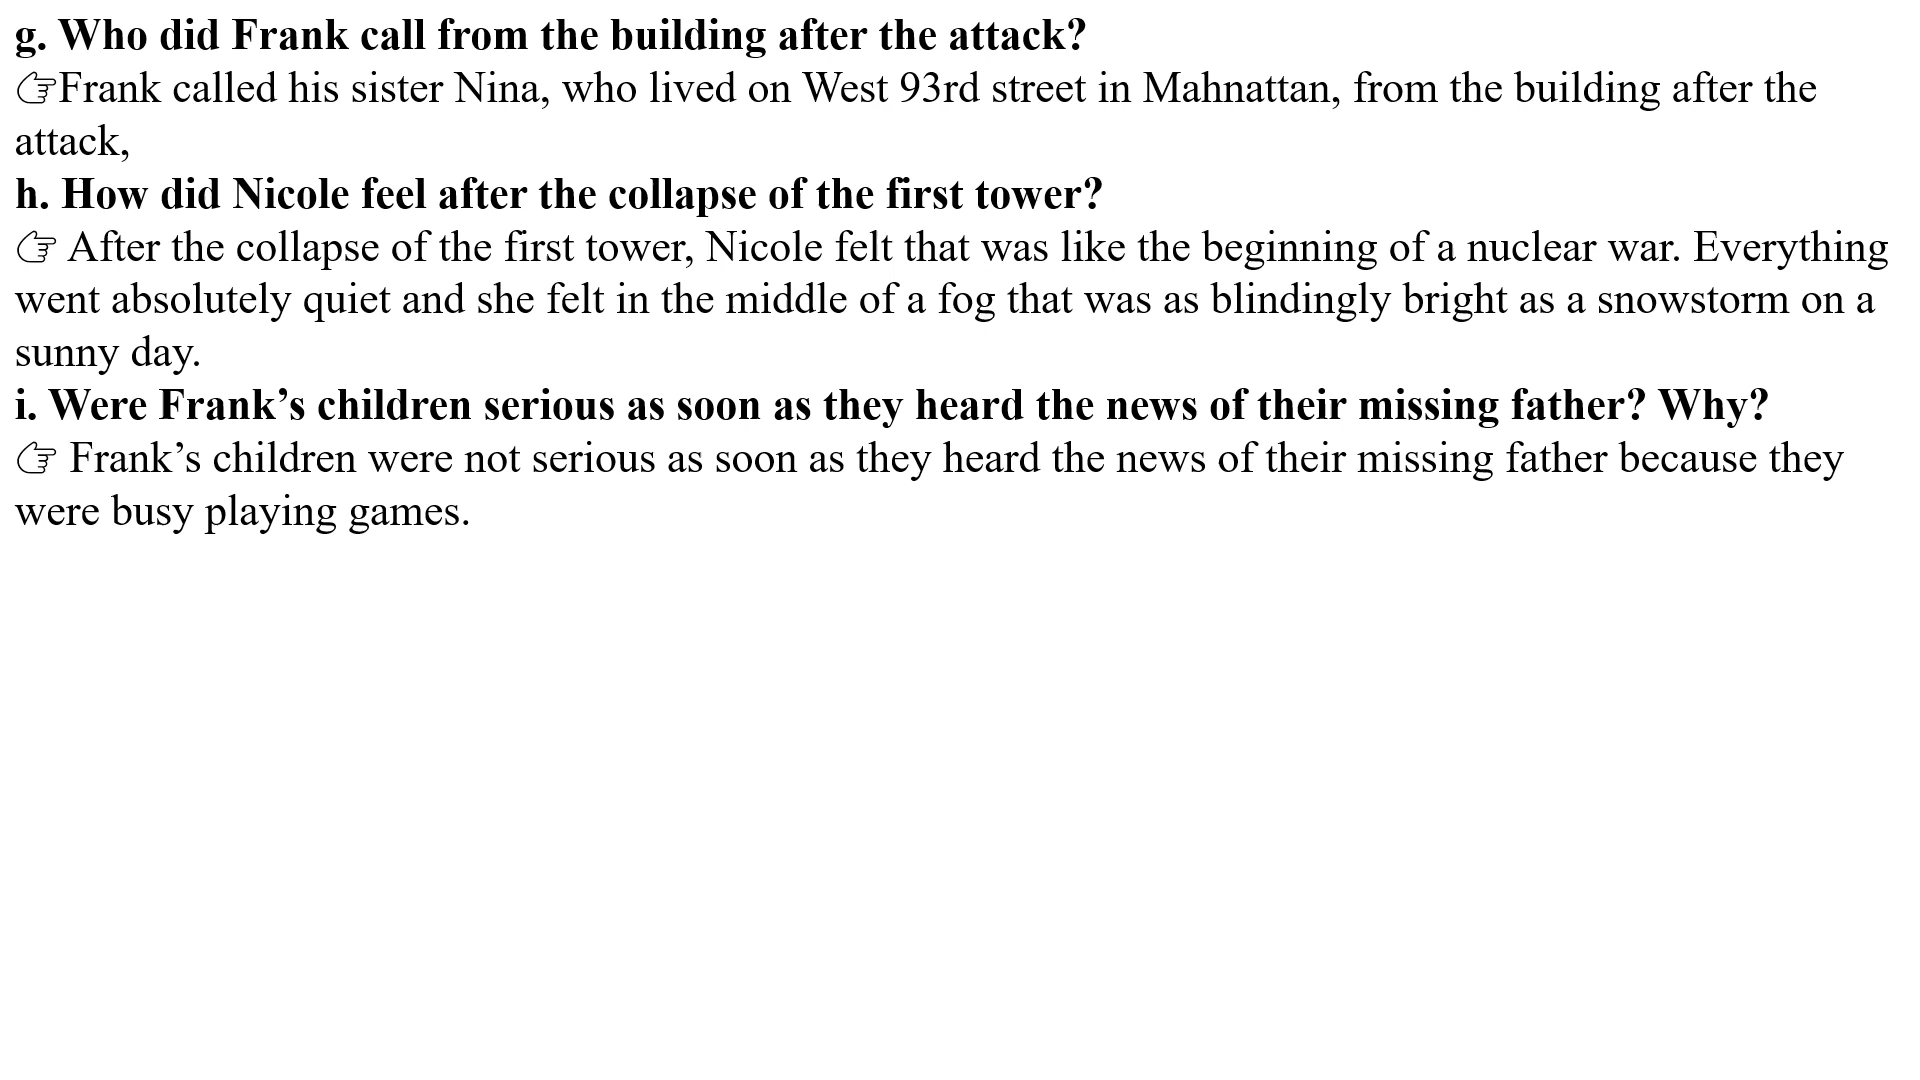 g. Who did Frank call from the building after the attack?
☞Frank called his sister Nina, who lived on West 93rd street in Mahnattan, from the building after the
attack,
h. How did Nicole feel after the collapse of the first tower?
☞ After the collapse of the first tower, Nicole felt that was like the beginning of a nuclear war. Everything
went absolutely quiet and she felt in the middle of a fog that was as blindingly bright as a snowstorm on a
sunny day.
i. Were Frank’s children serious as soon as they heard the news of their missing father? Why?
☞ Frank’s children were not serious as soon as they heard the news of their missing father because they
were busy playing games.